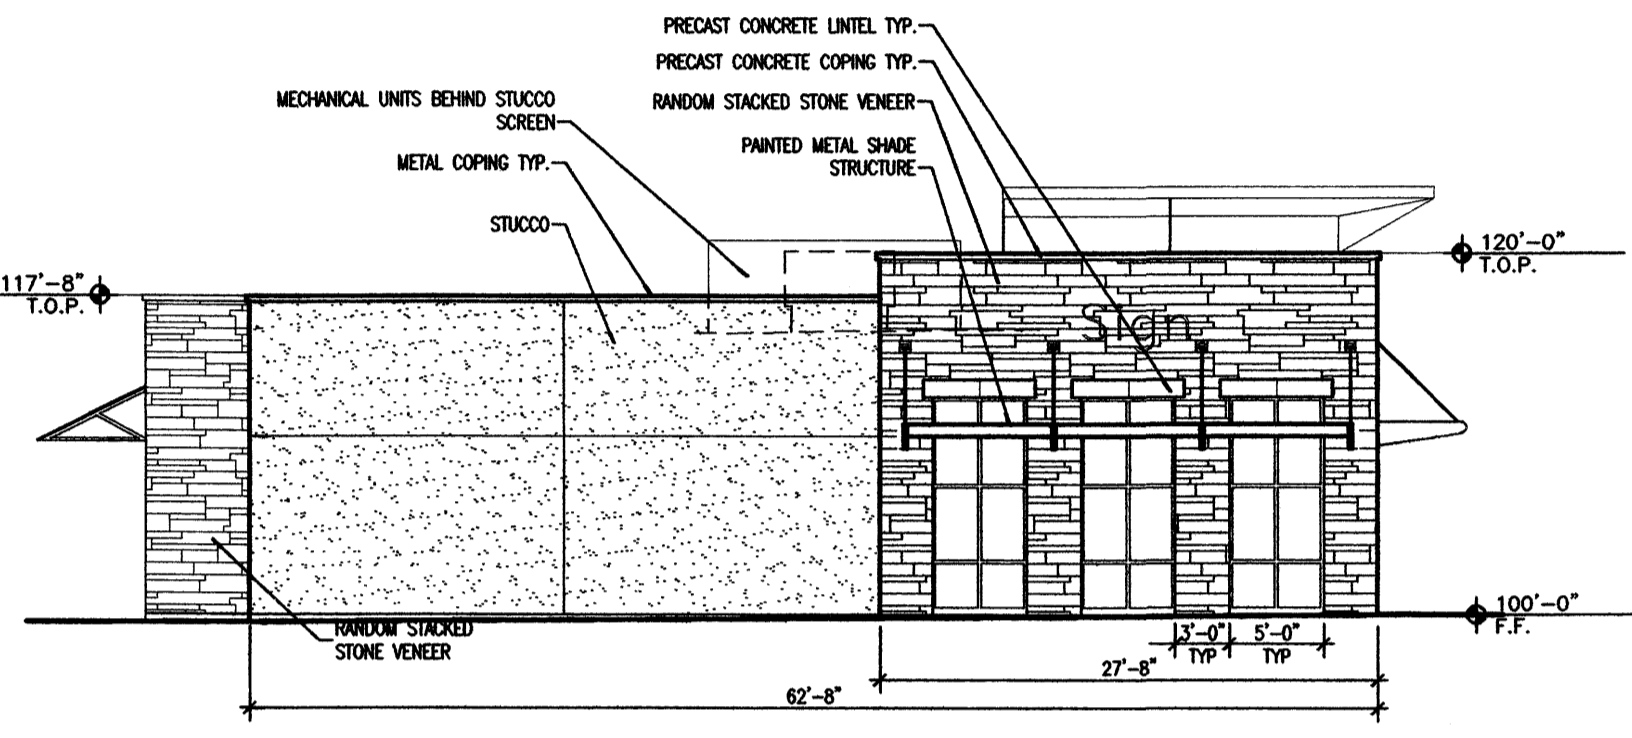 PRECAST CONCRETE LINTEL TYP.
PRECAST CONCRETE COPING TYP.
MECHANICAL UNITS BEHIND STUCCO
SCREEN
RANDOM STACKED STONE VENEER
METAL COPING TYP.
PAINTED METAL SHADE
STRUCTURE
STUCCO
120'-0"
T.O.P.
117'-8"
T.O.P.
Sign
100'-0"
F.F.
RANDOM STACKED
STONE VENEER
3'-0"
TYP
5'-0"
TYP
27'-8"
62'-8"